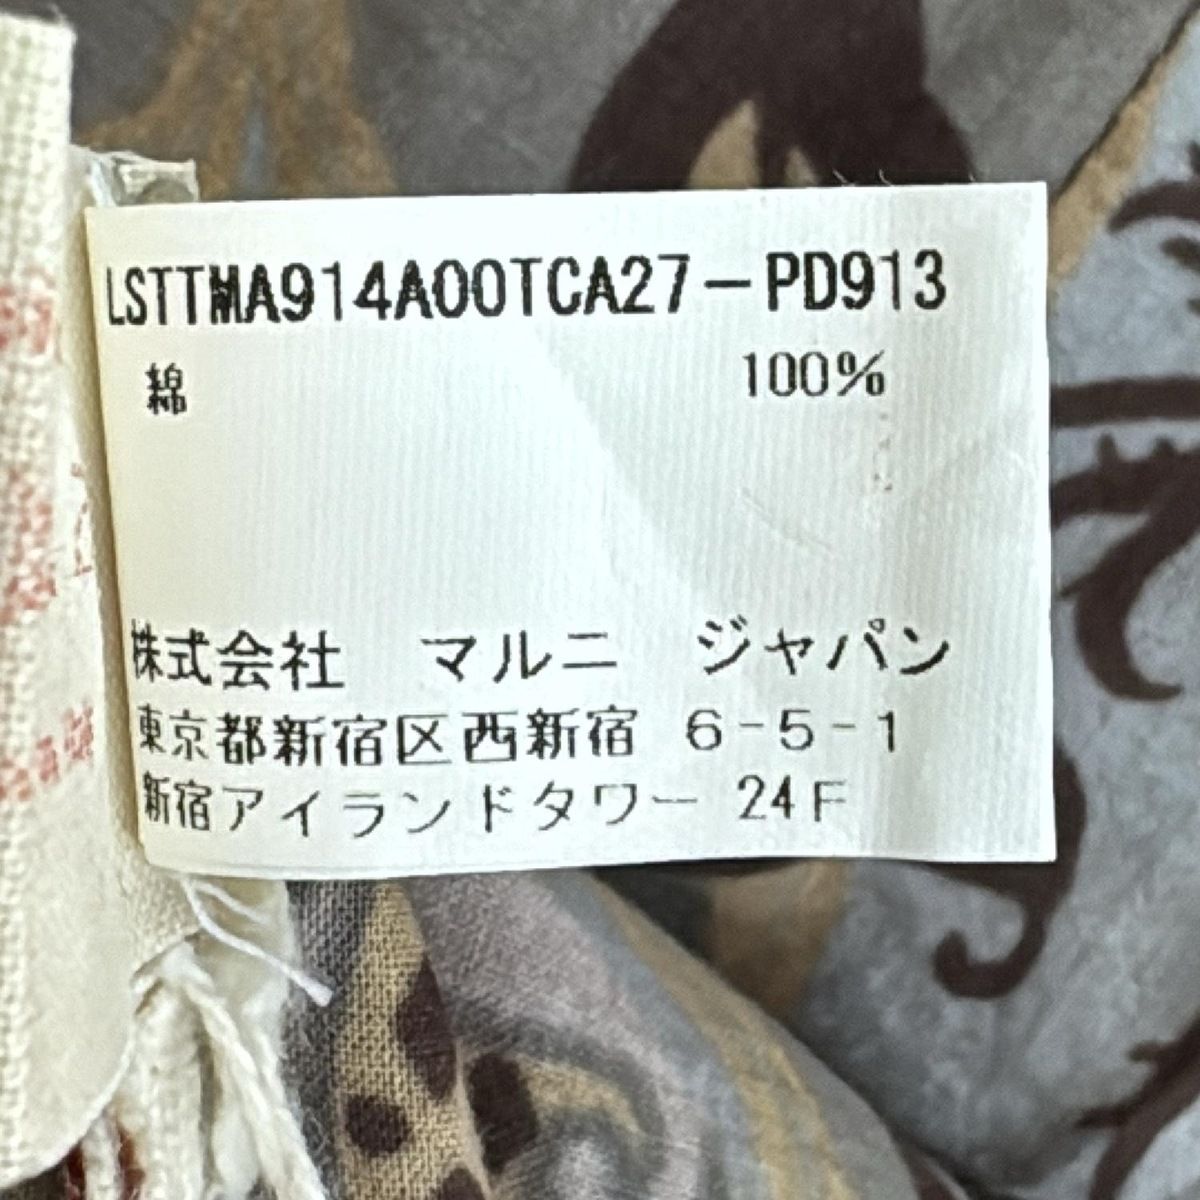 LSTTMA914A00TCA27-PD913
綿 100%
株式会社 マルニ ジャパン
東京都新宿区西新宿 6-5-1
新宿アイランドタワー 24F